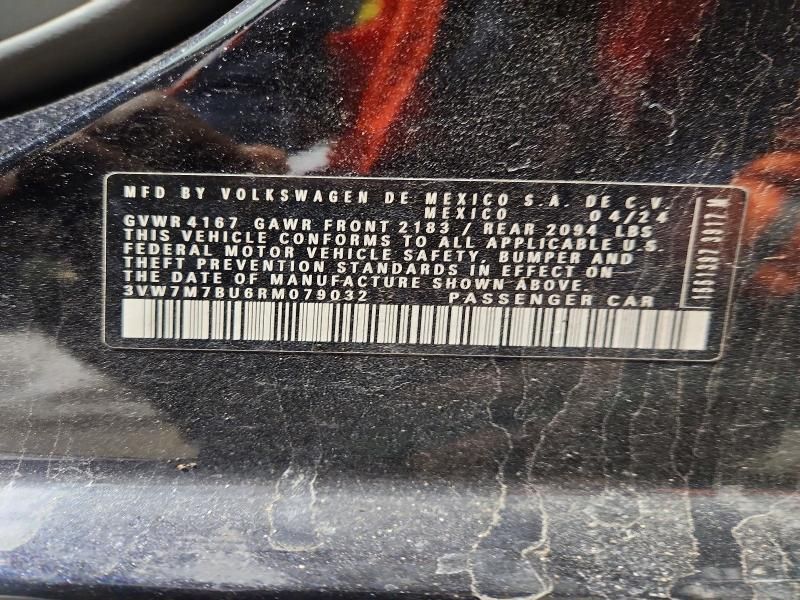 MFD BY VOLKSWAGEN DE MEXICO S.A. DE C.V.
MEXICO 04/24
GVWR 4167 GAWR FRONT 2183 / REAR 2094 LBS
THIS VEHICLE CONFORMS TO ALL APPLICABLE U.S.
FEDERAL MOTOR VEHICLE SAFETY, BUMPER AND
THEFT PREVENTION STANDARDS IN EFFECT ON
THE DATE OF MANUFACTURE SHOWN ABOVE.
3VW7M7BU6RM079032 PASSENGER CAR